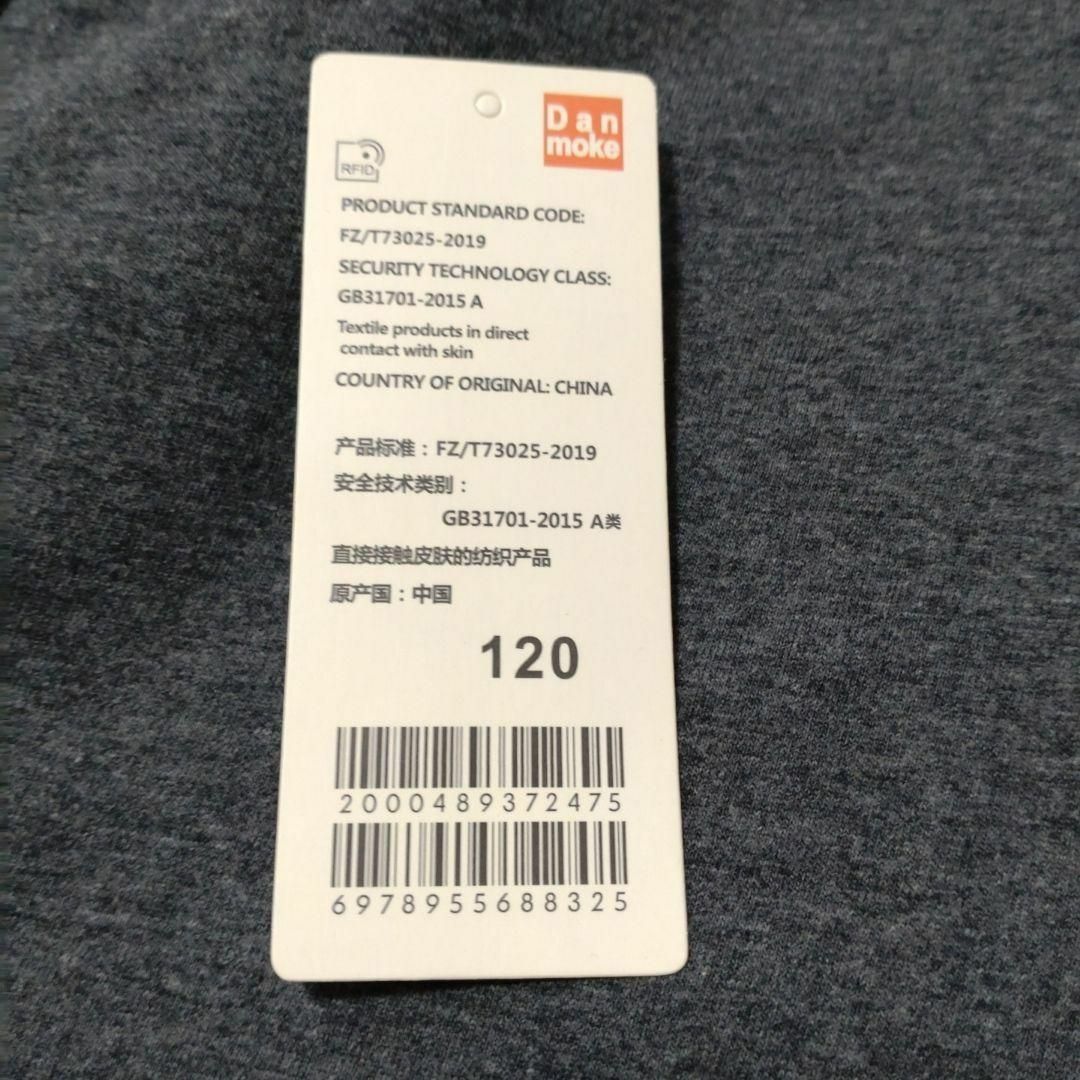 Dan
moke
RFID
PRODUCT STANDARD CODE:
FZ/T73025-2019
SECURITY TECHNOLOGY CLASS:
GB31701-2015 A
Textile products in direct
contact with skin
COUNTRY OF ORIGINAL: CHINA
产品标准：FZ/T73025-2019
安全技术类别：
GB31701-2015 A类
直接接触皮肤的纺织产品
原产国：中国
120
2000489372475
6978955688325